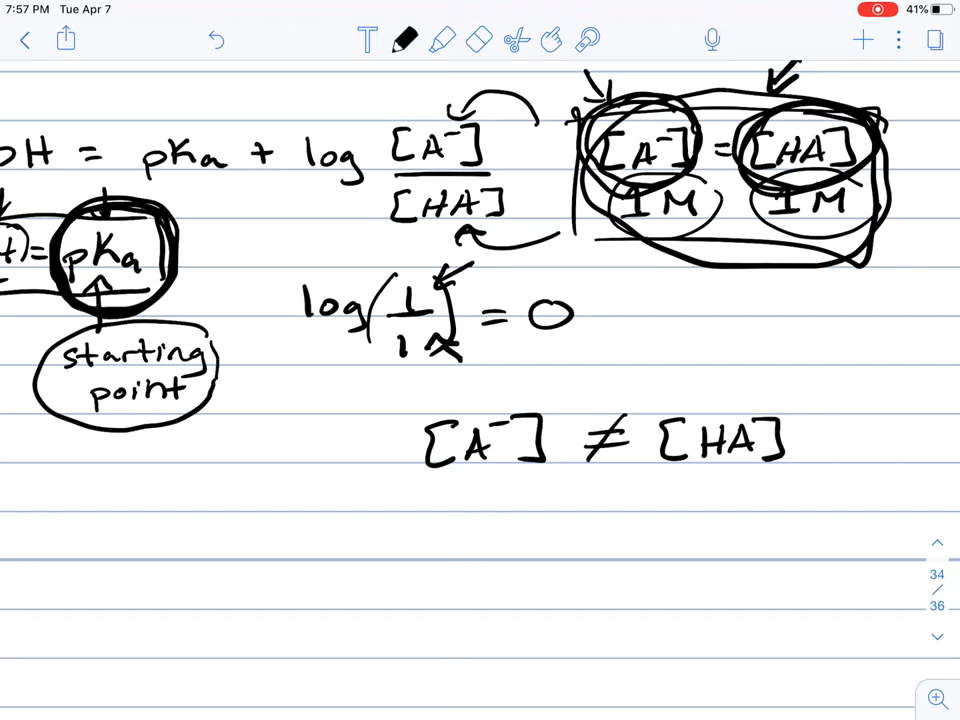 7:57 PM Tue Apr 7 41%
T
pH = pKa + log [A⁻] / [HA]
[A⁻] = [HA]
1M 1M
= pKa
log(1/1) = 0
starting
point
[A⁻] ≠ [HA]
34
/
36